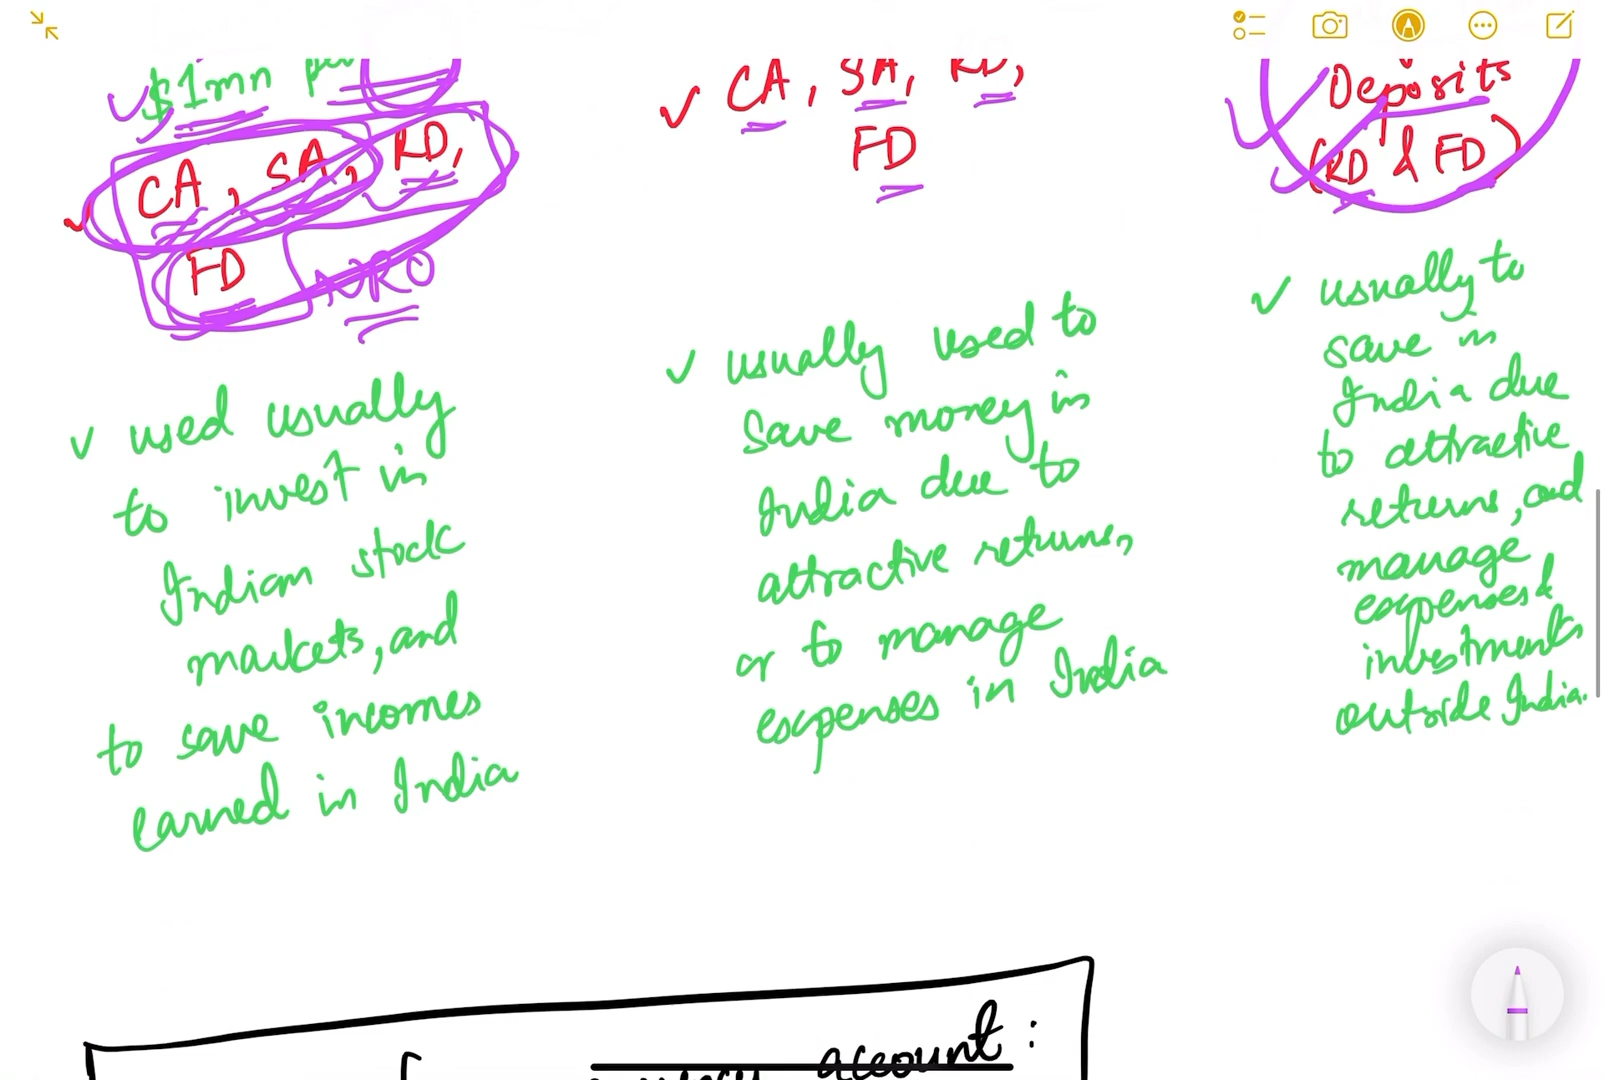 $1mn per
CA, SA, RD,
FD
NRO
✓ used usually
to invest in
Indian stock
markets, and
to save incomes
earned in India
✓ CA, SA, RD,
FD
✓ usually used to
save money in
India due to
attractive returns,
or to manage
expenses in India
Deposits
(RD & FD)
✓ usually to
save in
India due
to attractive
returns, and
manage
expenses &
investments
outside India.
account: